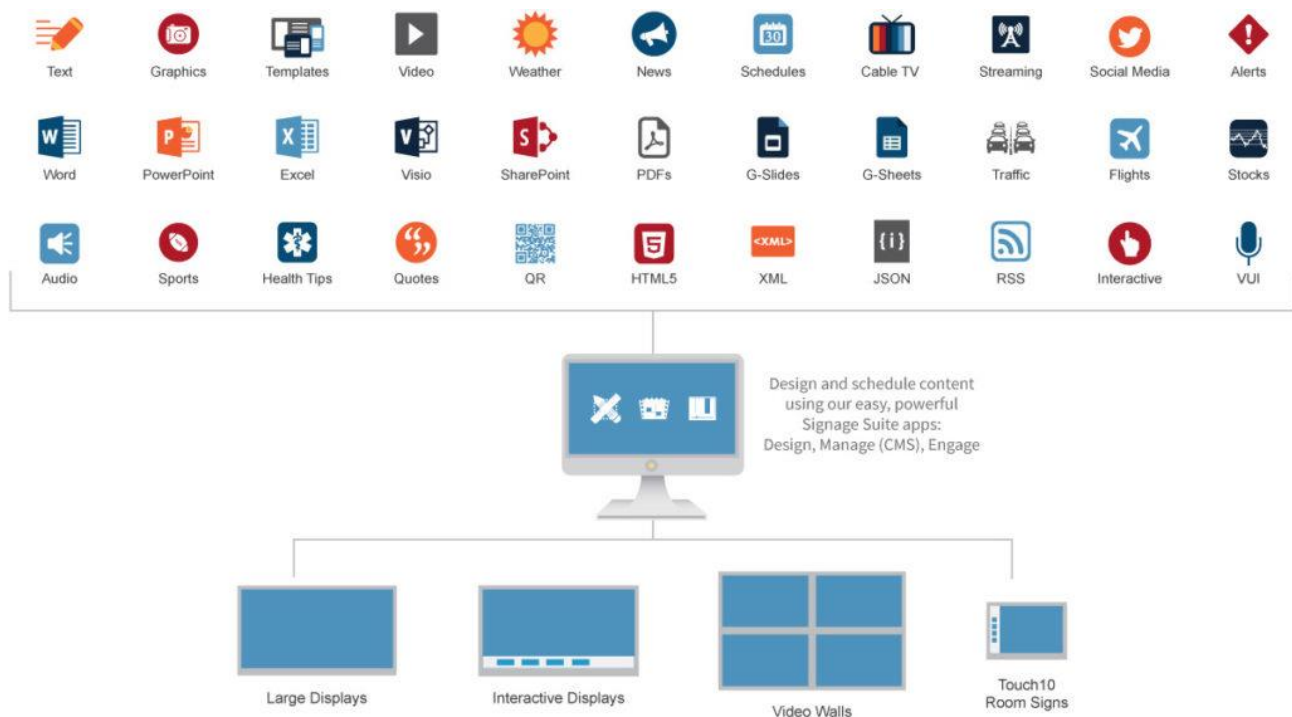 30
Text Graphics Templates Video Weather News Schedules Cable TV Streaming Social Media Alerts
W P X V S
Word PowerPoint Excel Visio SharePoint PDFs G-Slides G-Sheets Traffic Flights Stocks
5 <XML> {i}
Audio Sports Health Tips Quotes QR HTML5 XML JSON RSS Interactive VUI
Design and schedule content
using our easy, powerful
Signage Suite apps:
Design, Manage (CMS), Engage
Large Displays
Interactive Displays
Video Walls
Touch10
Room Signs